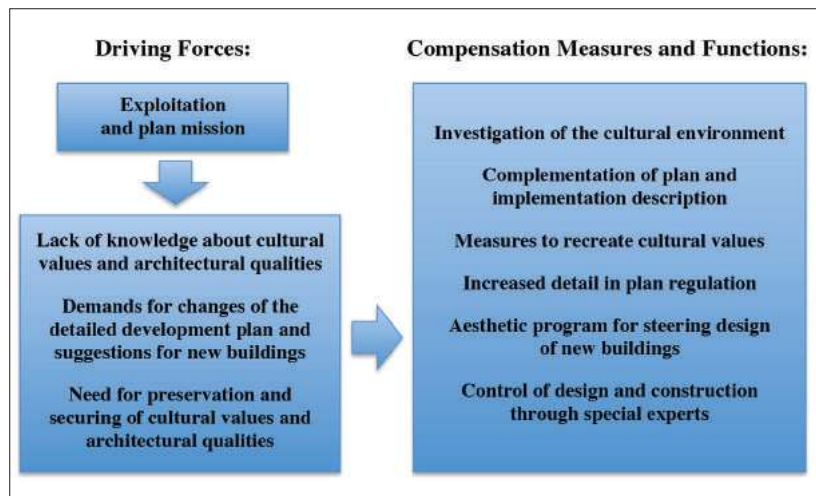 Driving Forces:
Exploitation
and plan mission
Lack of knowledge about cultural
values and architectural qualities
Demands for changes of the
detailed development plan and
suggestions for new buildings
Need for preservation and
securing of cultural values and
architectural qualities
Compensation Measures and Functions:
Investigation of the cultural environment
Complementation of plan and
implementation description
Measures to recreate cultural values
Increased detail in plan regulation
Aesthetic program for steering design
of new buildings
Control of design and construction
through special experts